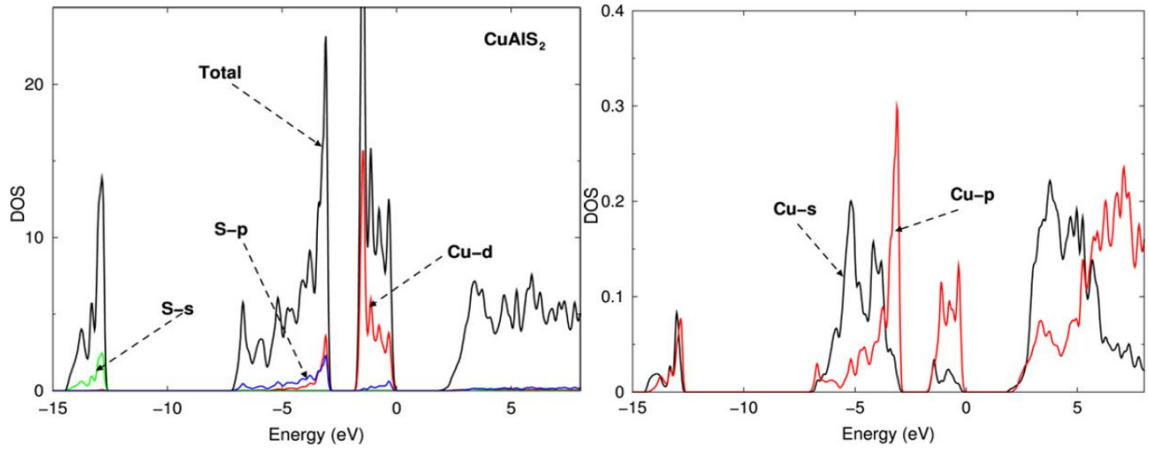 CuAlS2
Total
S-p
Cu-d
S-s
DOS
20
10
0
-15 -10 -5 0 5
Energy (eV)
0.4
0.3
0.2
0.1
0
Cu-s
Cu-p
DOS
-15 -10 -5 0 5
Energy (eV)